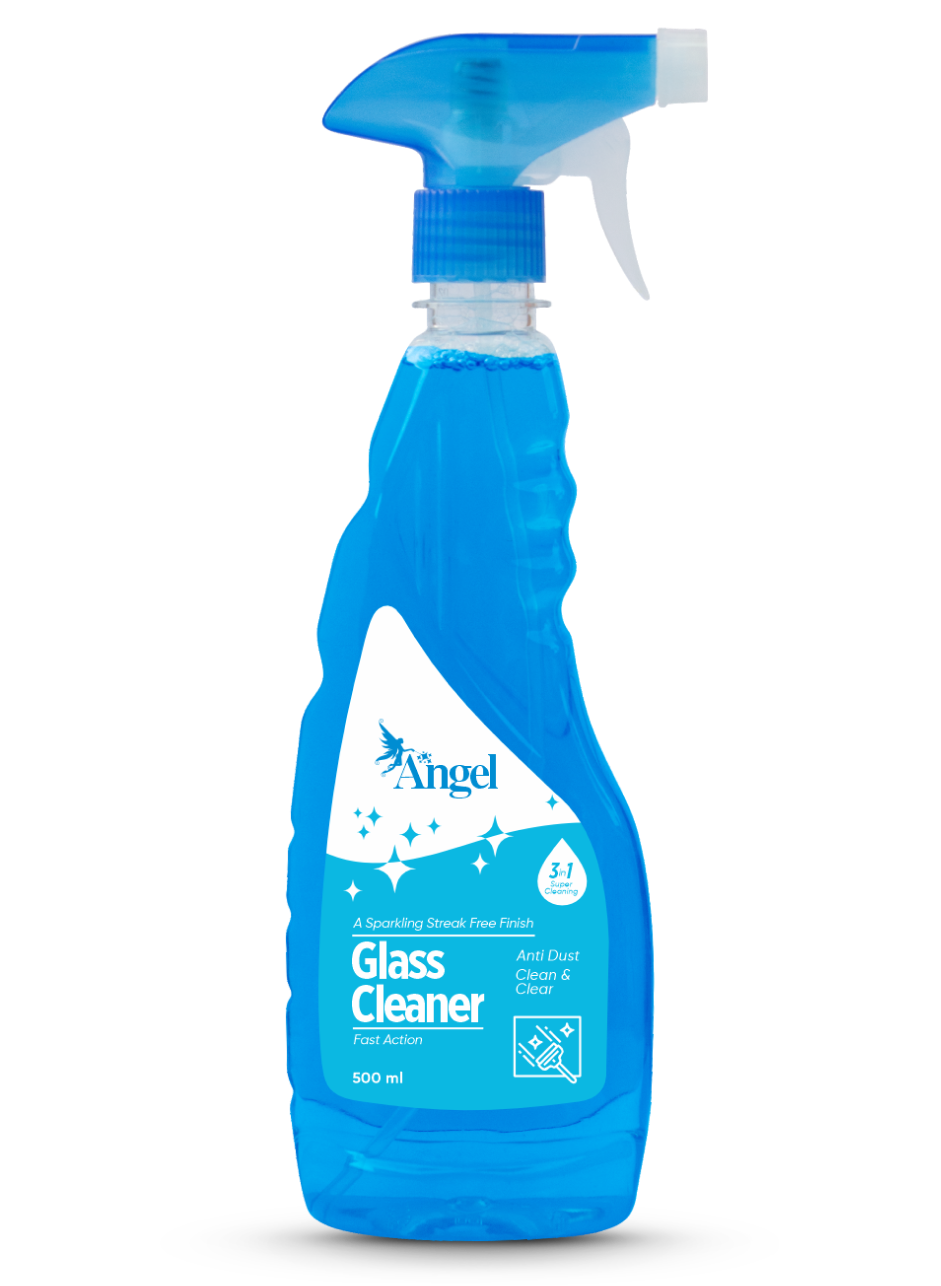 Angel
3in1
Super
Cleaning
A Sparkling Streak Free Finish
Glass
Cleaner
Anti Dust
Clean &
Clear
Fast Action
500 ml